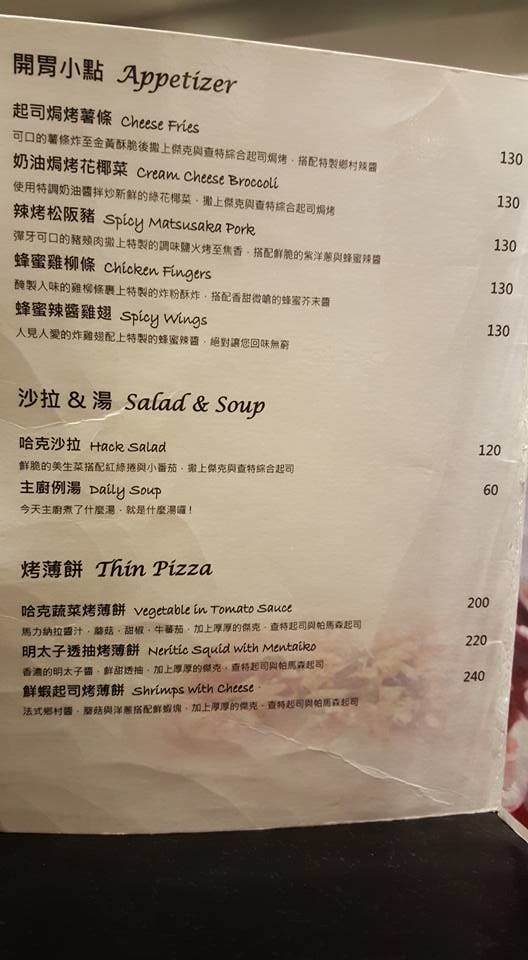 開胃小點 Appetizer
起司焗烤薯條 Cheese Fries
可口的薯條炸至金黃酥脆後撒上傑克與查特綜合起司焗烤，搭配特製鄉村辣醬 130
奶油焗烤花椰菜 Cream Cheese Broccoli
使用特調奶油醬拌炒新鮮的綠花椰菜，撒上傑克與查特綜合起司焗烤 130
辣烤松阪豬 Spicy Matsusaka Pork
彈牙可口的豬頰肉撒上特製的調味鹽火烤至焦香，搭配鮮脆的紫洋蔥與蜂蜜辣醬 130
蜂蜜雞柳條 Chicken Fingers
醃製入味的雞柳條裹上特製的炸粉酥炸，搭配香甜微嗆的蜂蜜芥末醬 130
蜂蜜辣醬雞翅 Spicy Wings
人見人愛的炸雞翅配上特製的蜂蜜辣醬，絕對讓您回味無窮 130
沙拉 & 湯 Salad & Soup
哈克沙拉 Hack Salad 120
鮮脆的美生菜搭配紅綠捲與小番茄，撒上傑克與查特綜合起司
主廚例湯 Daily Soup 60
今天主廚煮了什麼湯，就是什麼湯囉！
烤薄餅 Thin Pizza
哈克蔬菜烤薄餅 Vegetable in Tomato Sauce 200
馬力納拉醬汁，蘑菇，甜椒，牛蕃茄，加上厚厚的傑克，查特起司與帕馬森起司
明太子透抽烤薄餅 Neritic Squid with Mentaiko 220
香濃的明太子醬，鮮甜透抽，加上厚厚的傑克，查特起司與帕馬森起司
鮮蝦起司烤薄餅 Shrimps with Cheese 240
法式鄉村醬，蘑菇與洋蔥搭配鮮蝦塊，加上厚厚的傑克，查特起司與帕馬森起司